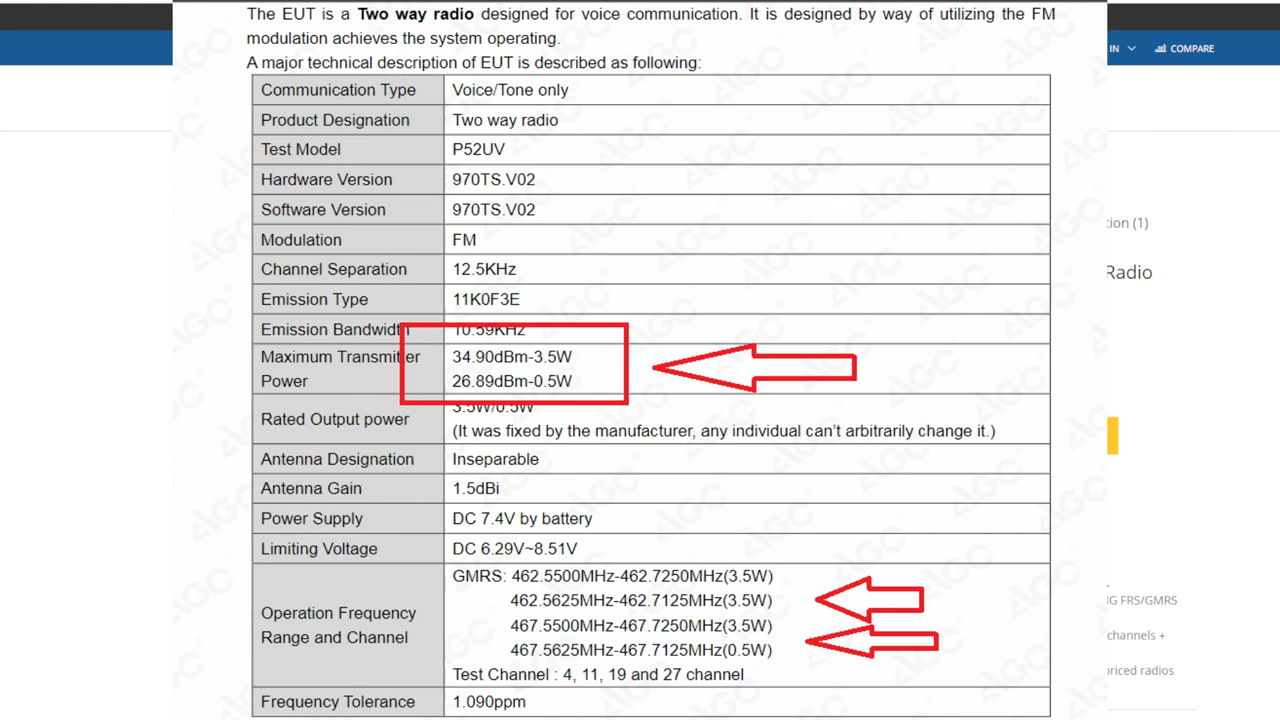 The EUT is a Two way radio designed for voice communication. It is designed by way of utilizing the FM
modulation achieves the system operating.
A major technical description of EUT is described as following:
IN
COMPARE
Communication Type Voice/Tone only
Product Designation Two way radio
Test Model P52UV
Hardware Version 970TS.V02
Software Version 970TS.V02
Modulation FM
Channel Separation 12.5KHz
Emission Type 11K0F3E
Emission Bandwidth 10.59KHz
Maximum Transmitter 34.90dBm-3.5W
Power 26.89dBm-0.5W
Rated Output power 3.5W/0.5W
(It was fixed by the manufacturer, any individual can't arbitrarily change it.)
Antenna Designation Inseparable
Antenna Gain 1.5dBi
Power Supply DC 7.4V by battery
Limiting Voltage DC 6.29V~8.51V
Operation Frequency
Range and Channel
GMRS: 462.5500MHz-462.7250MHz(3.5W)
462.5625MHz-462.7125MHz(3.5W)
467.5500MHz-467.7250MHz(3.5W)
467.5625MHz-467.7125MHz(0.5W)
Test Channel : 4, 11, 19 and 27 channel
Frequency Tolerance 1.090ppm
tion (1)
Radio
FRS/GMRS
channels +
riced radios
AGC